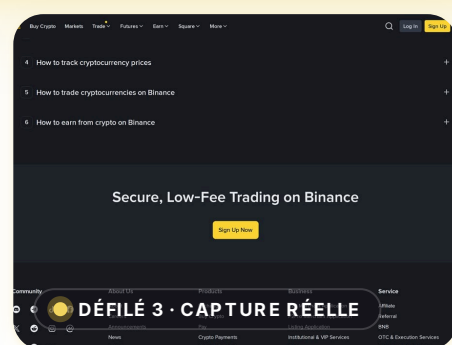 Buy Crypto Markets Trade Futures Earn Square More Log In Sign Up
4 How to track cryptocurrency prices
5 How to trade cryptocurrencies on Binance
6 How to earn from crypto on Binance
Secure, Low-Fee Trading on Binance
Sign Up Now
Community About Us Products Business Service
DÉFILÉ 3 · CAPTURE RÉELLE
Affiliate
Referral
Announcements Pay Listing Application BNB
News Crypto Payments Institutional & VIP Services OTC & Execution Services